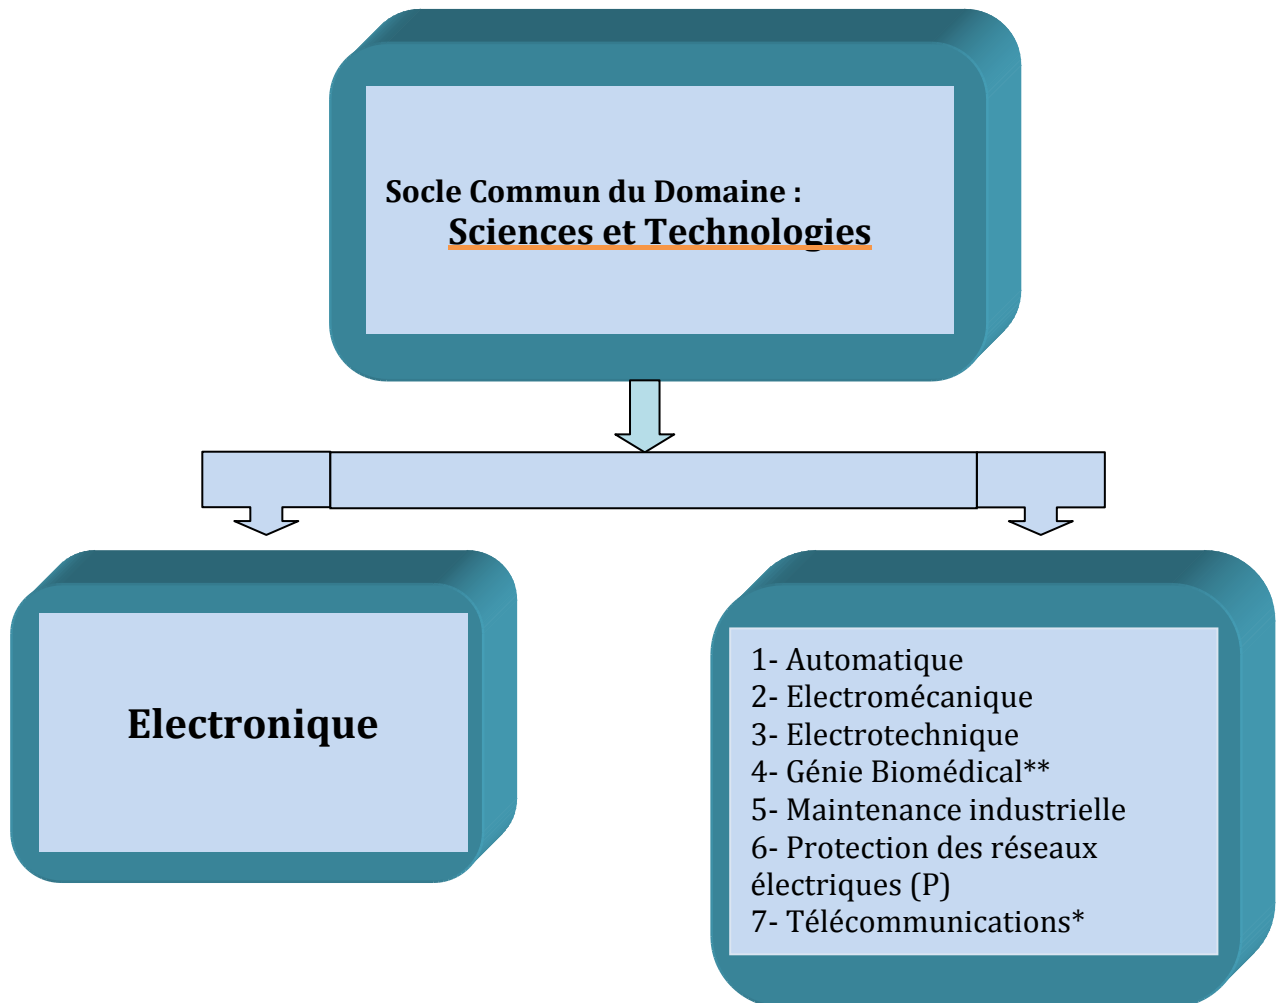 Socle Commun du Domaine :
Sciences et Technologies
Electronique
1- Automatique
2- Electromécanique
3- Electrotechnique
4- Génie Biomédical**
5- Maintenance industrielle
6- Protection des réseaux
électriques (P)
7- Télécommunications*